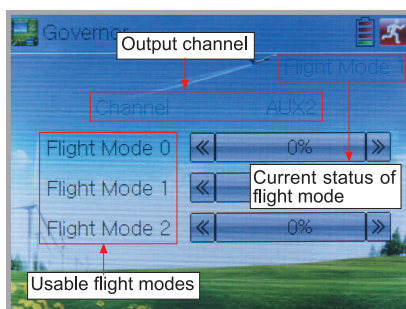 Governor
Output channel
Flight Mode 1
Channel AUX2
Flight Mode 0 0%
Flight Mode 1
Current status of
flight mode
Flight Mode 2 0%
Usable flight modes